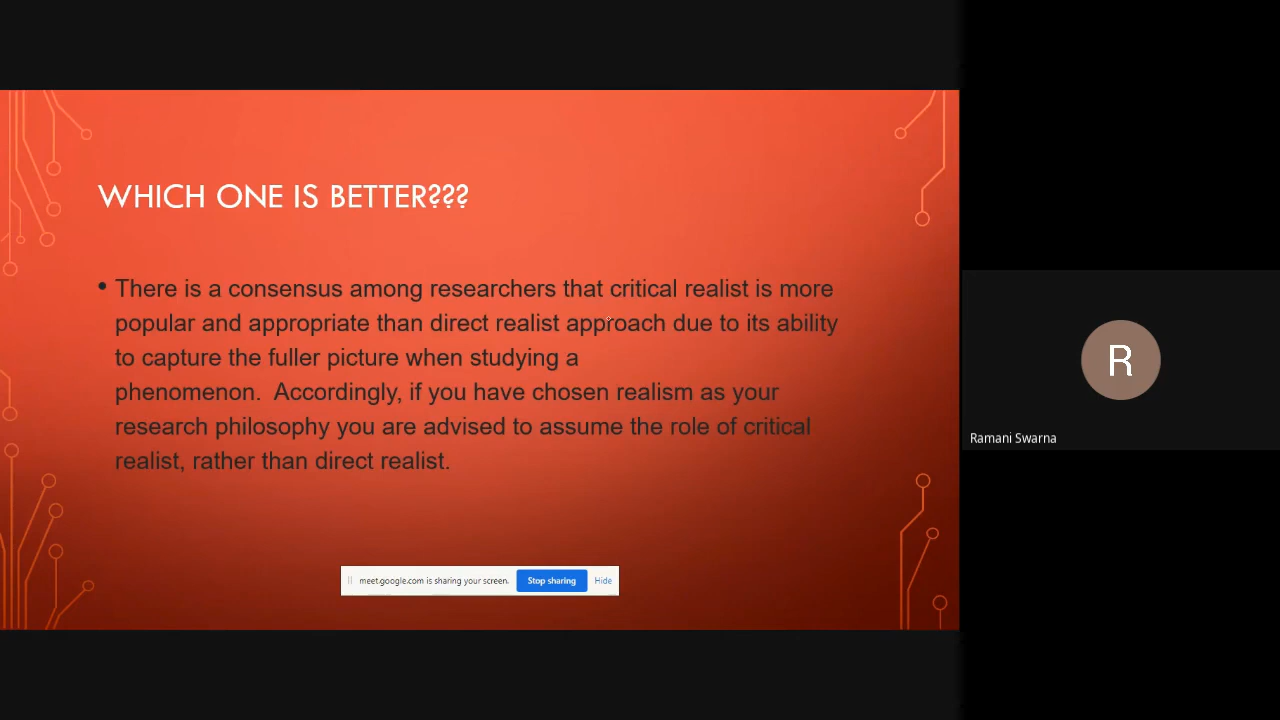 WHICH ONE IS BETTER???
• There is a consensus among researchers that critical realist is more
popular and appropriate than direct realist approach due to its ability
to capture the fuller picture when studying a
phenomenon.  Accordingly, if you have chosen realism as your
research philosophy you are advised to assume the role of critical
realist, rather than direct realist.
meet.google.com is sharing your screen. Stop sharing Hide
R
Ramani Swarna